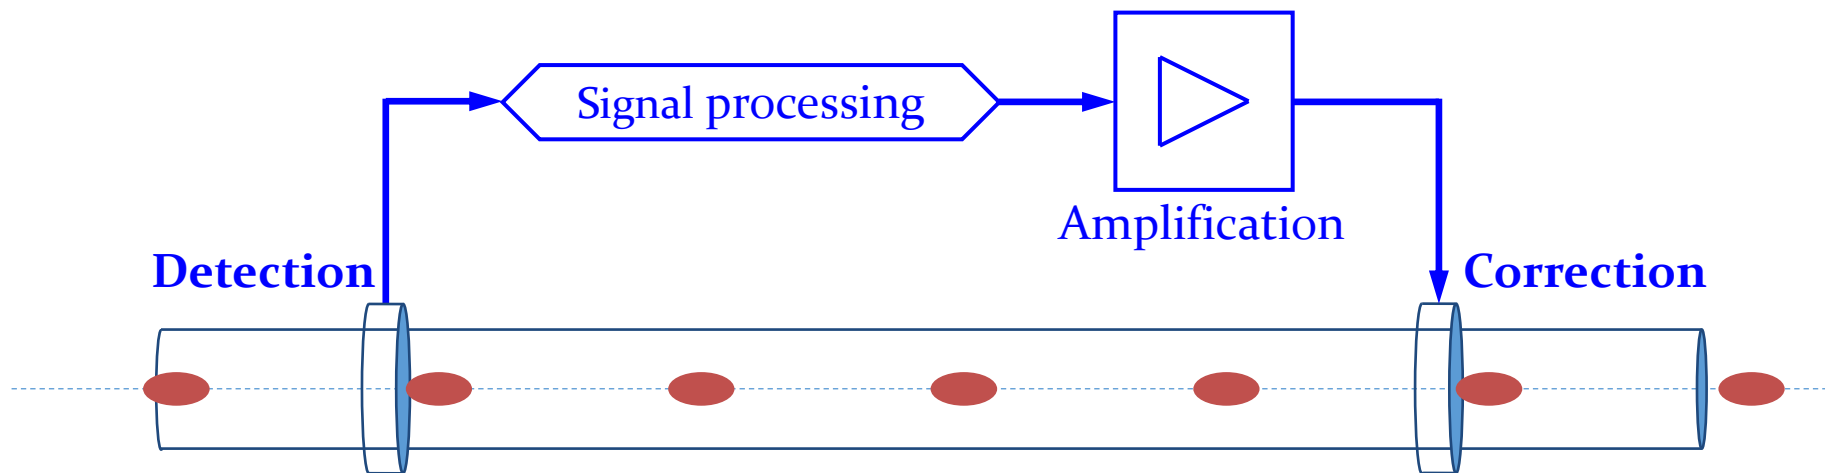 Signal processing
Amplification
Detection
Correction